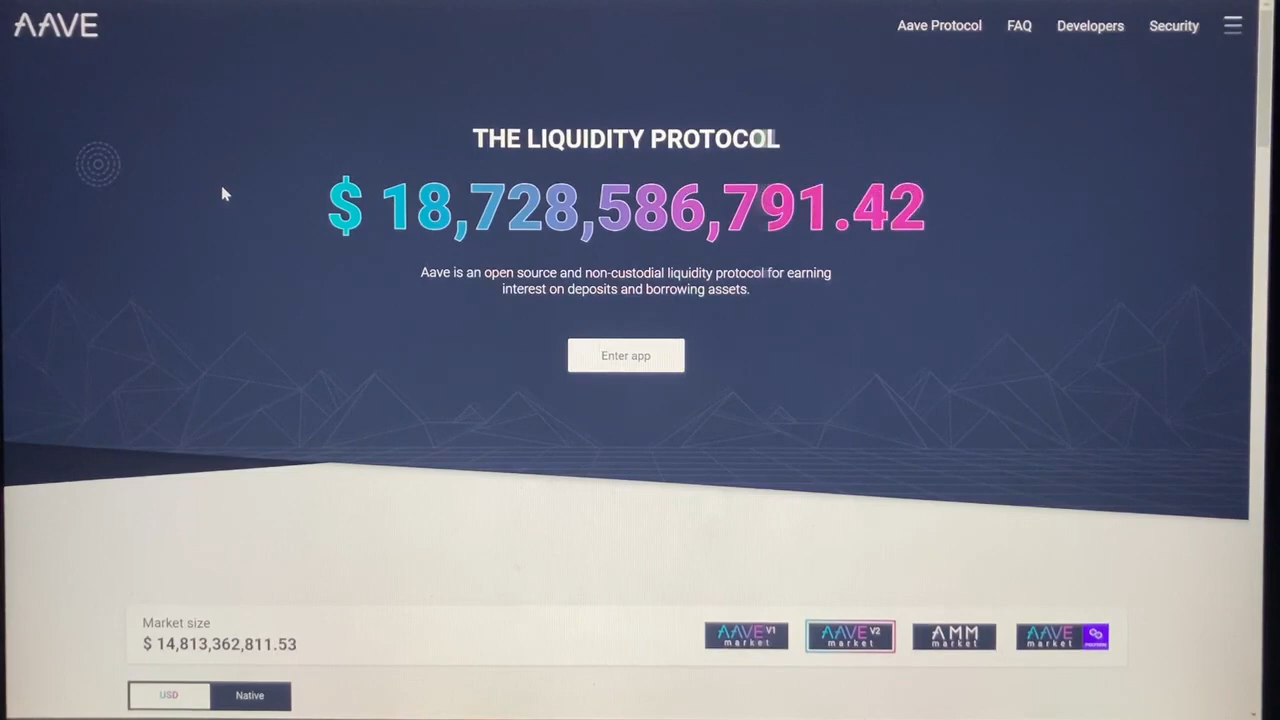 AAVE
Aave Protocol FAQ Developers Security
THE LIQUIDITY PROTOCOL
$ 18,728,586,791.42
Aave is an open source and non-custodial liquidity protocol for earning
interest on deposits and borrowing assets.
Enter app
Market size
$ 14,813,362,811.53
AAVE V1 market
AAVE V2 market
AMM market
AAVE market
USD Native